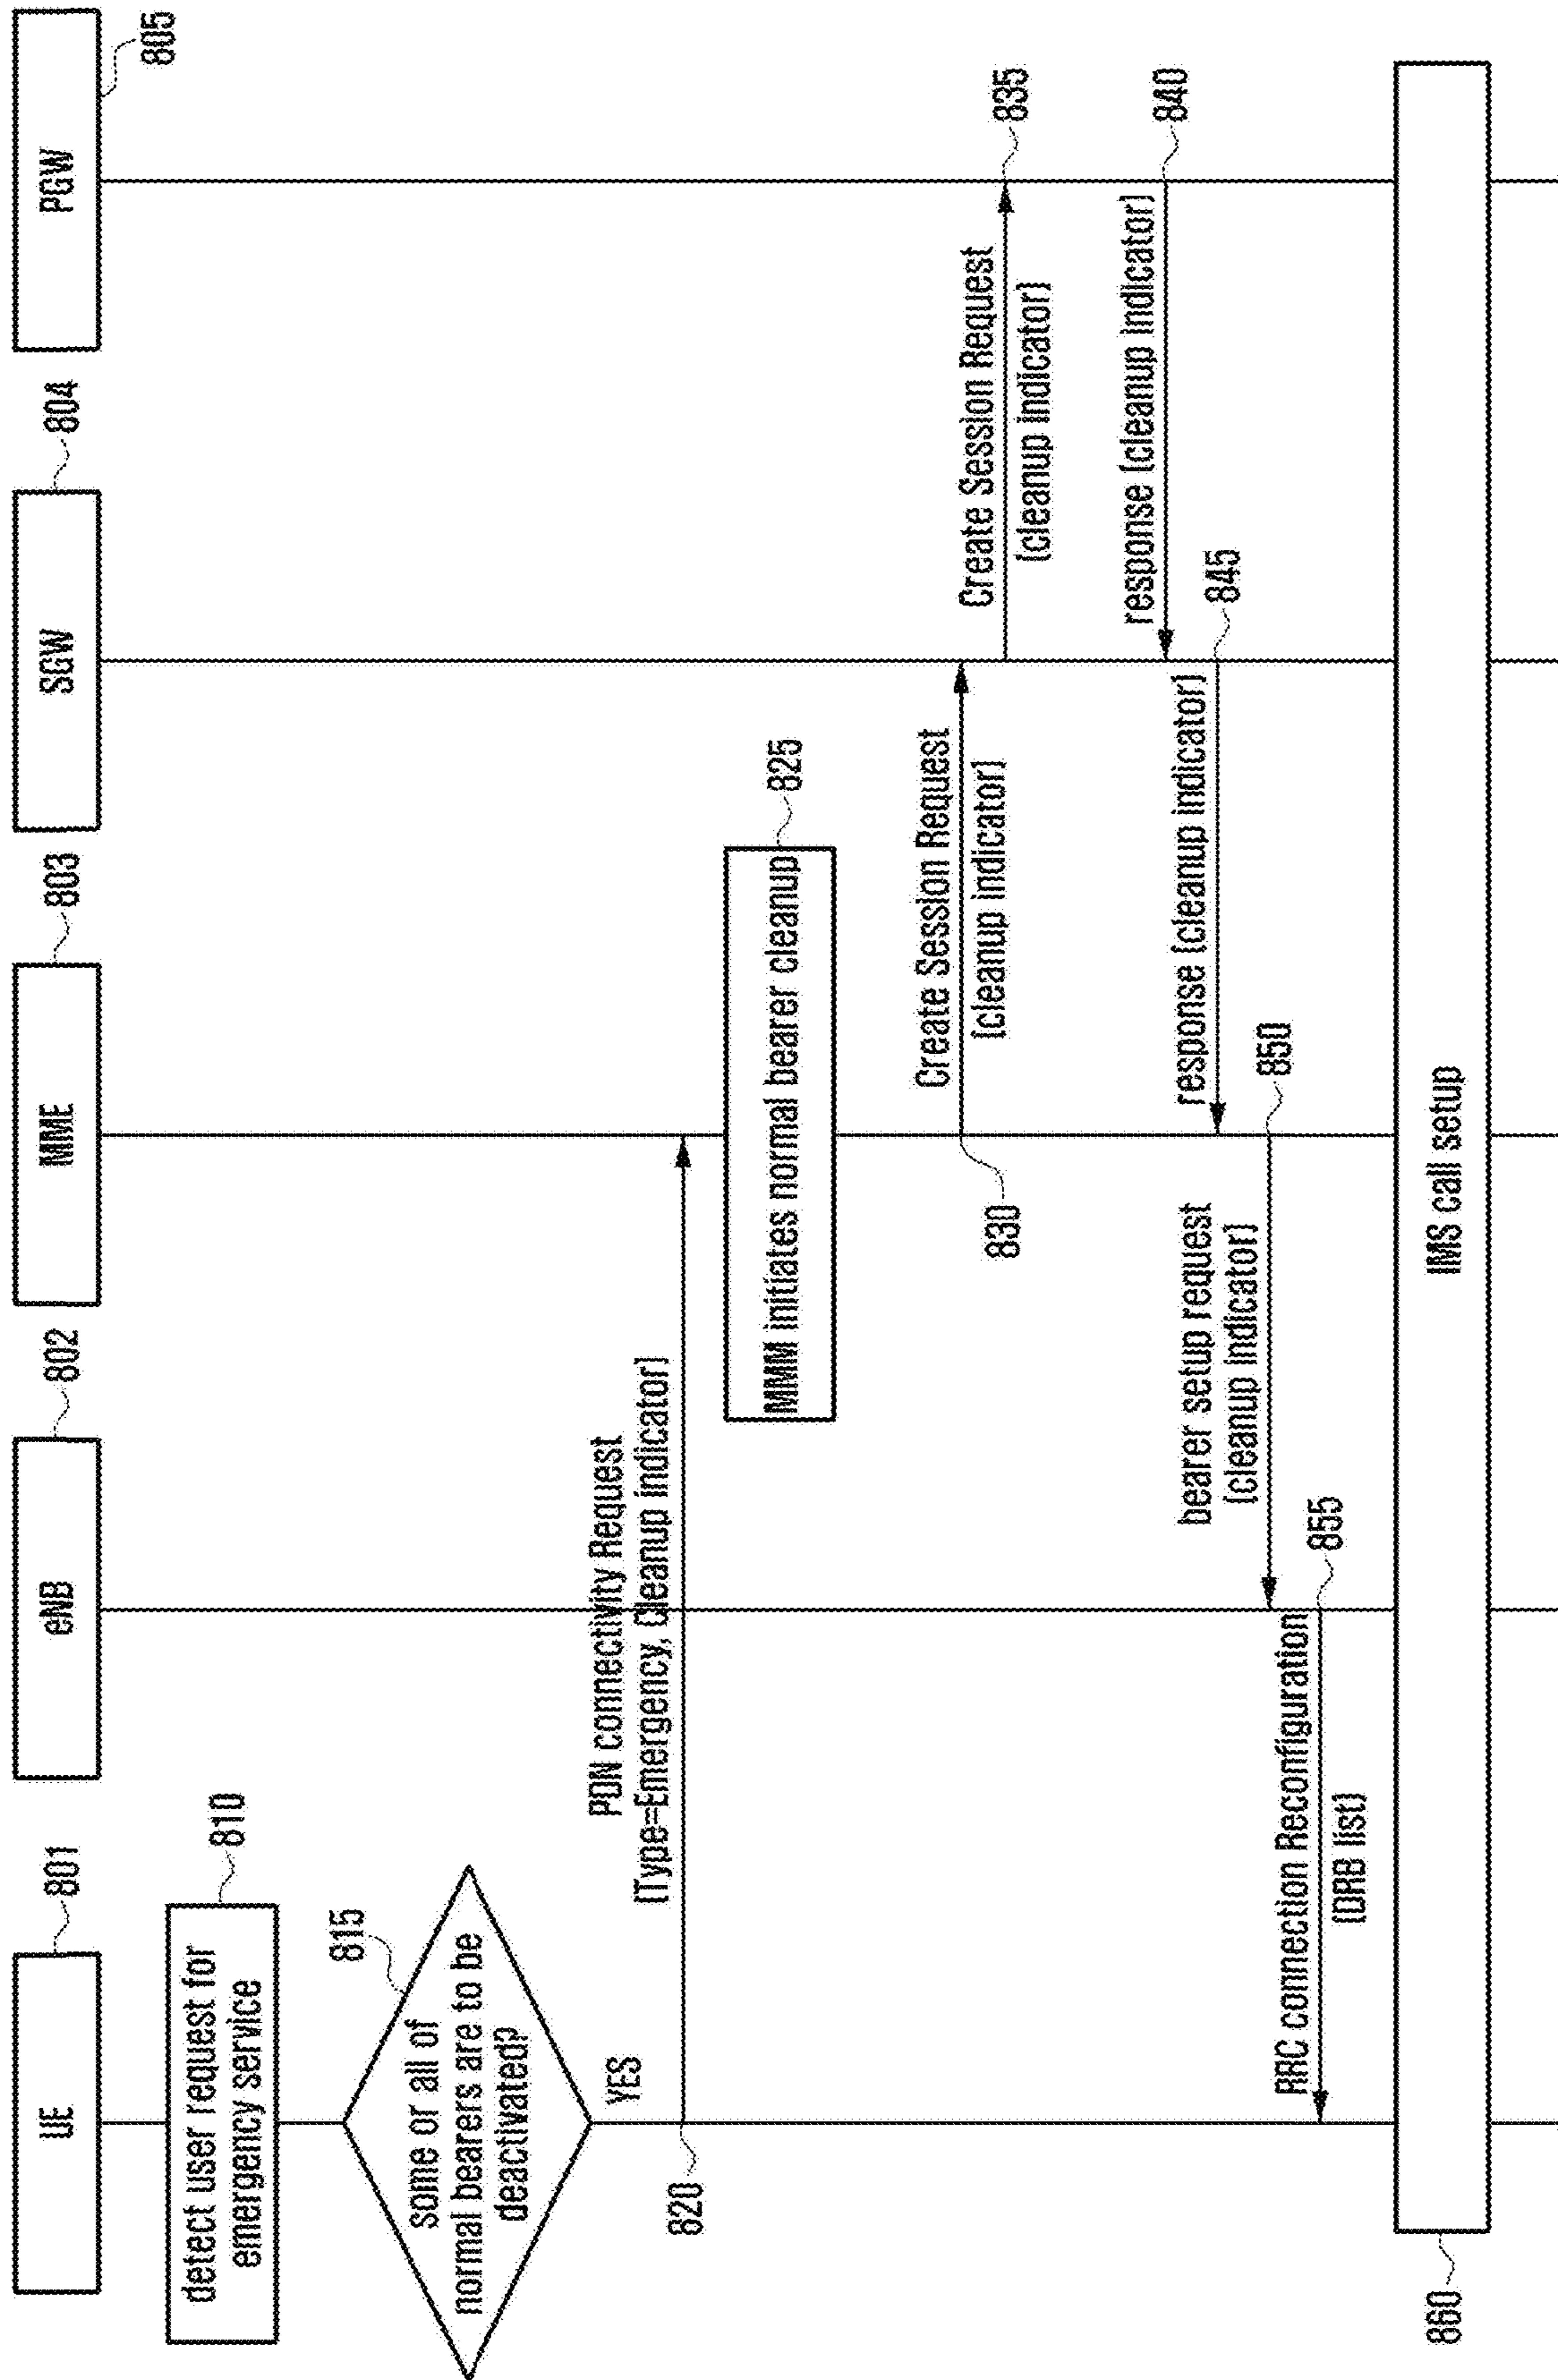 UE
801
eNB
802
MME
803
SGW
804
PGW
805
detect user request for
emergency service
810
some or all of
normal bearers are to be
deactivated?
815
YES
PDN connectivity Request
(Type=Emergency, Cleanup indicator)
820
MMM initiates normal bearer cleanup
825
Create Session Request
(cleanup indicator)
830
Create Session Request
(cleanup indicator)
835
response (cleanup indicator)
840
response (cleanup indicator)
845
bearer setup request
(cleanup indicator)
850
RRC connection Reconfiguration
(DRB list)
855
IMS call setup
860